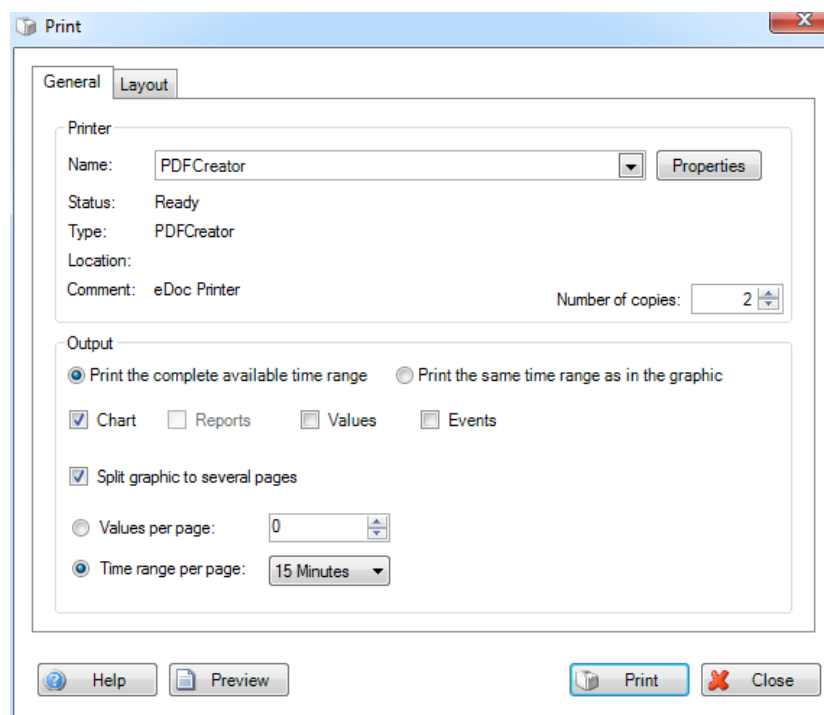 Print
General Layout
Printer
Name: PDFCreator Properties
Status: Ready
Type: PDFCreator
Location:
Comment: eDoc Printer
Number of copies: 2
Output
Print the complete available time range Print the same time range as in the graphic
Chart Reports Values Events
Split graphic to several pages
Values per page: 0
Time range per page: 15 Minutes
Help Preview Print Close